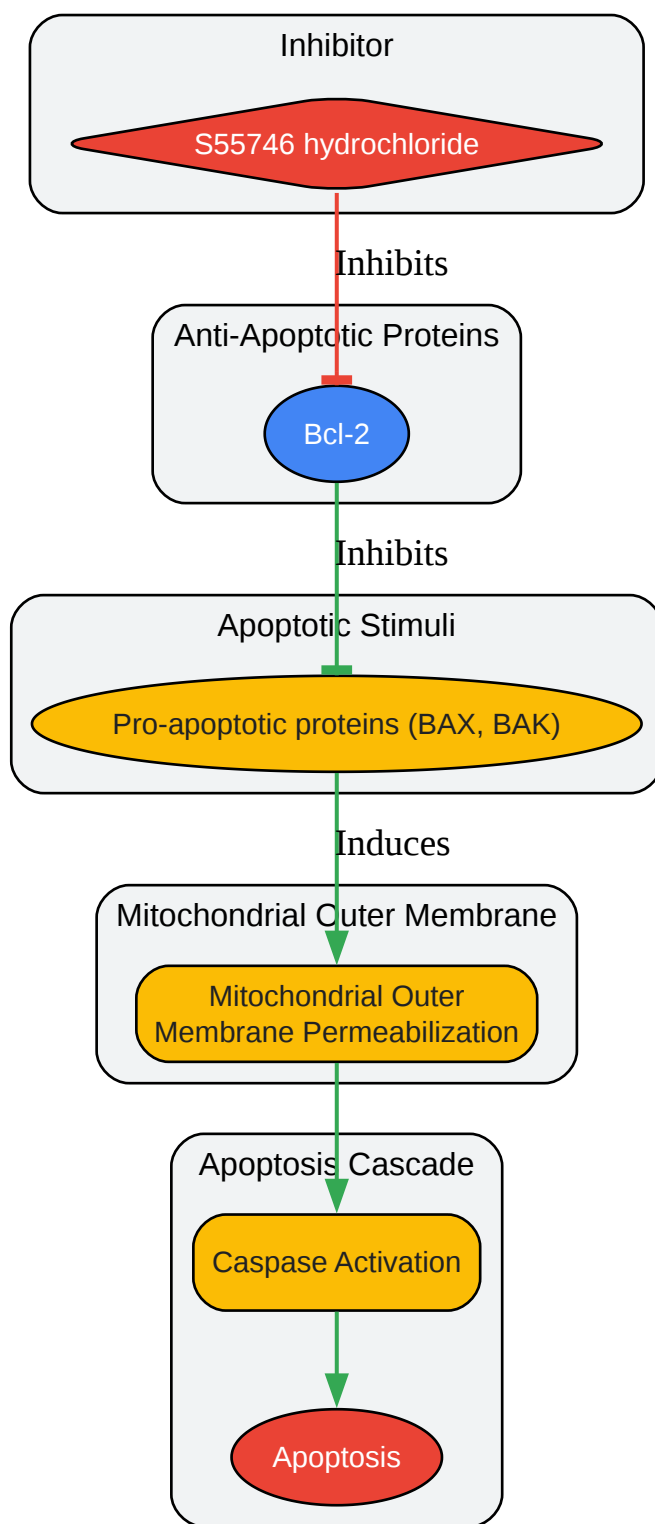 Inhibitor
S55746 hydrochloride
Inhibits
Anti-Apoptotic Proteins
Bcl-2
Inhibits
Apoptotic Stimuli
Pro-apoptotic proteins (BAX, BAK)
Induces
Mitochondrial Outer Membrane
Mitochondrial Outer
Membrane Permeabilization
Apoptosis Cascade
Caspase Activation
Apoptosis